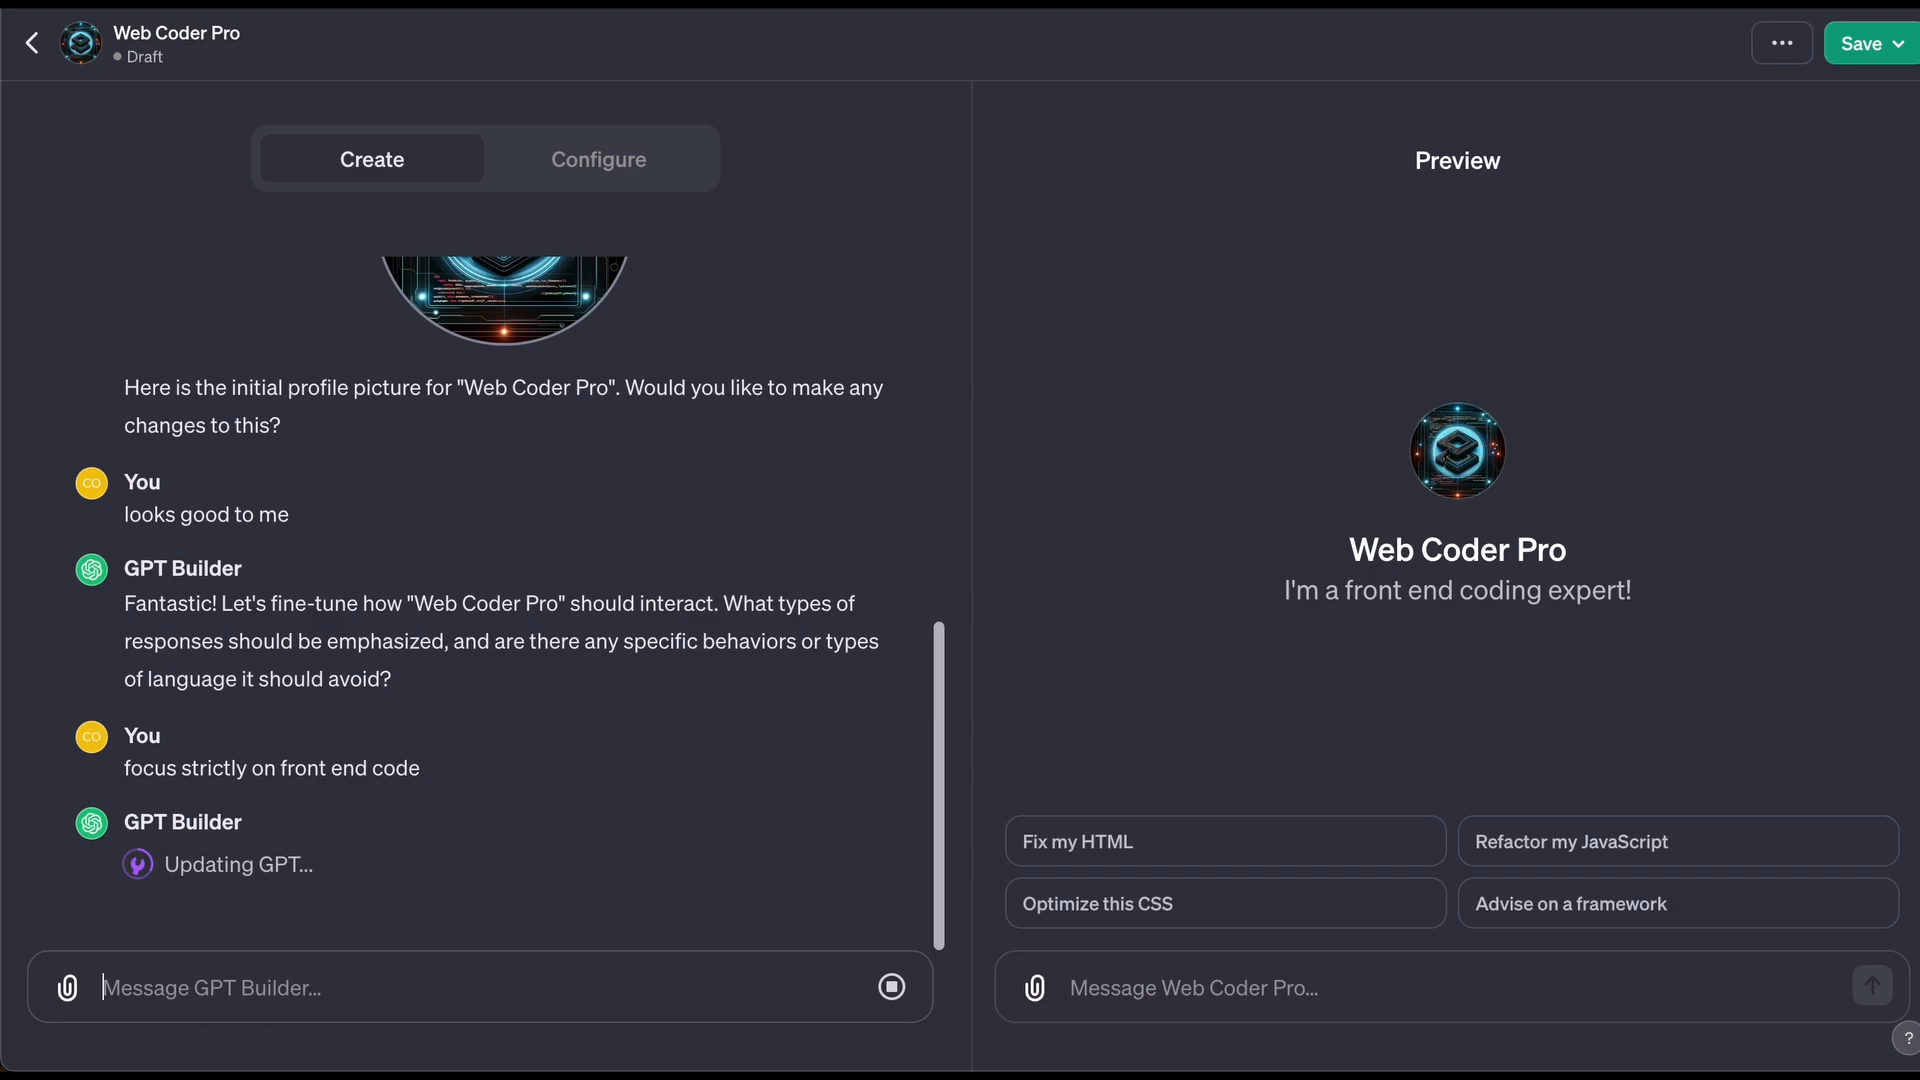 Web Coder Pro
Draft
Save
Create
Configure
Here is the initial profile picture for "Web Coder Pro". Would you like to make any
changes to this?
CO
You
looks good to me
GPT Builder
Fantastic! Let's fine-tune how "Web Coder Pro" should interact. What types of
responses should be emphasized, and are there any specific behaviors or types
of language it should avoid?
CO
You
focus strictly on front end code
GPT Builder
Updating GPT...
Message GPT Builder...
Preview
Web Coder Pro
I'm a front end coding expert!
Fix my HTML
Refactor my JavaScript
Optimize this CSS
Advise on a framework
Message Web Coder Pro...
?